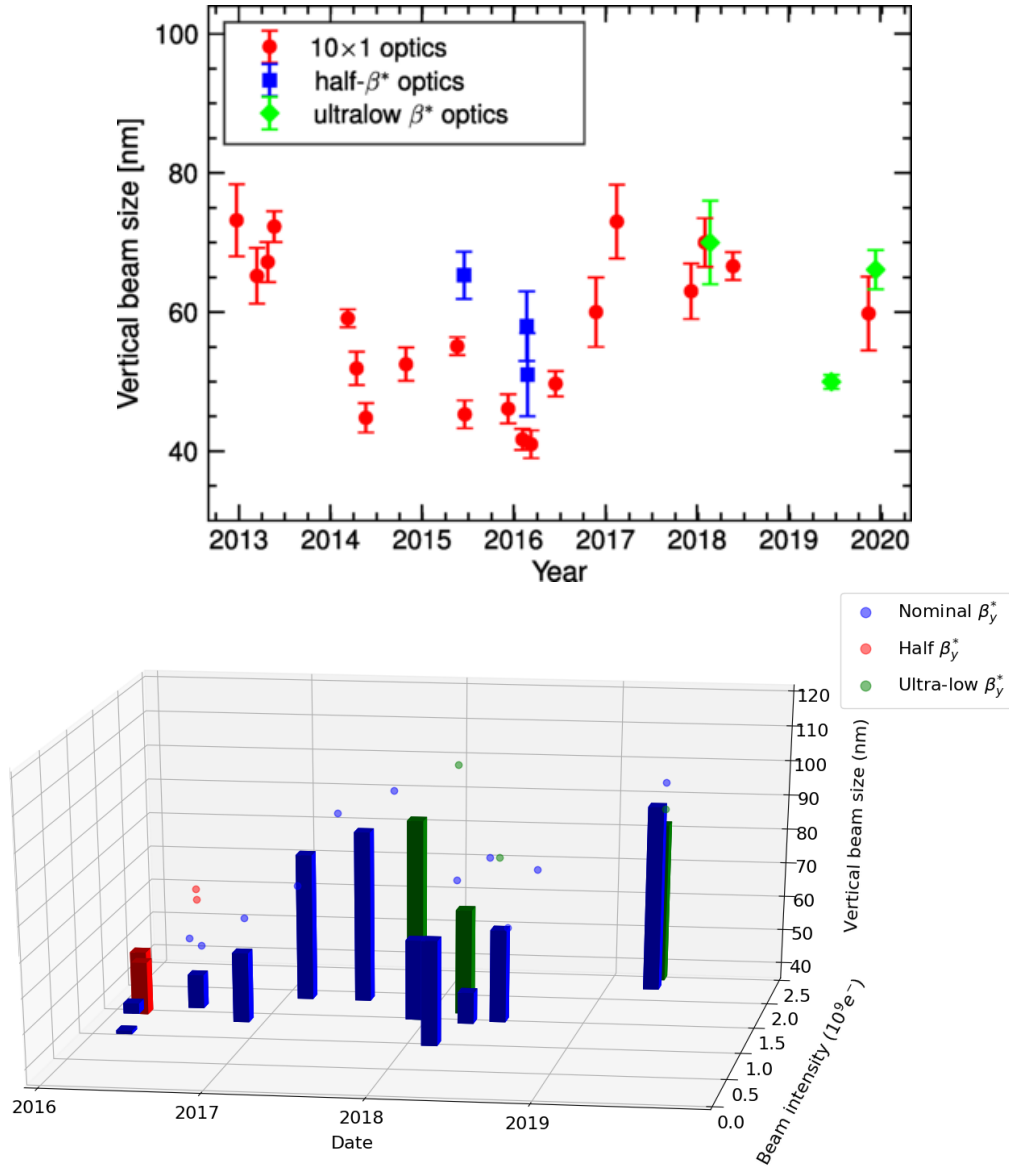 100
80
60
40
Vertical beam size [nm]
10×1 optics
half-β* optics
ultralow β* optics
2013 2014 2015 2016 2017 2018 2019 2020
Year
Nominal β*y
Half β*y
Ultra-low β*y
120
110
100
90
80
70
60
50
40
Vertical beam size (nm)
2.5
2.0
1.5
1.0
0.5
0.0
Beam intensity (10⁹e⁻)
2016
2017
2018
2019
Date